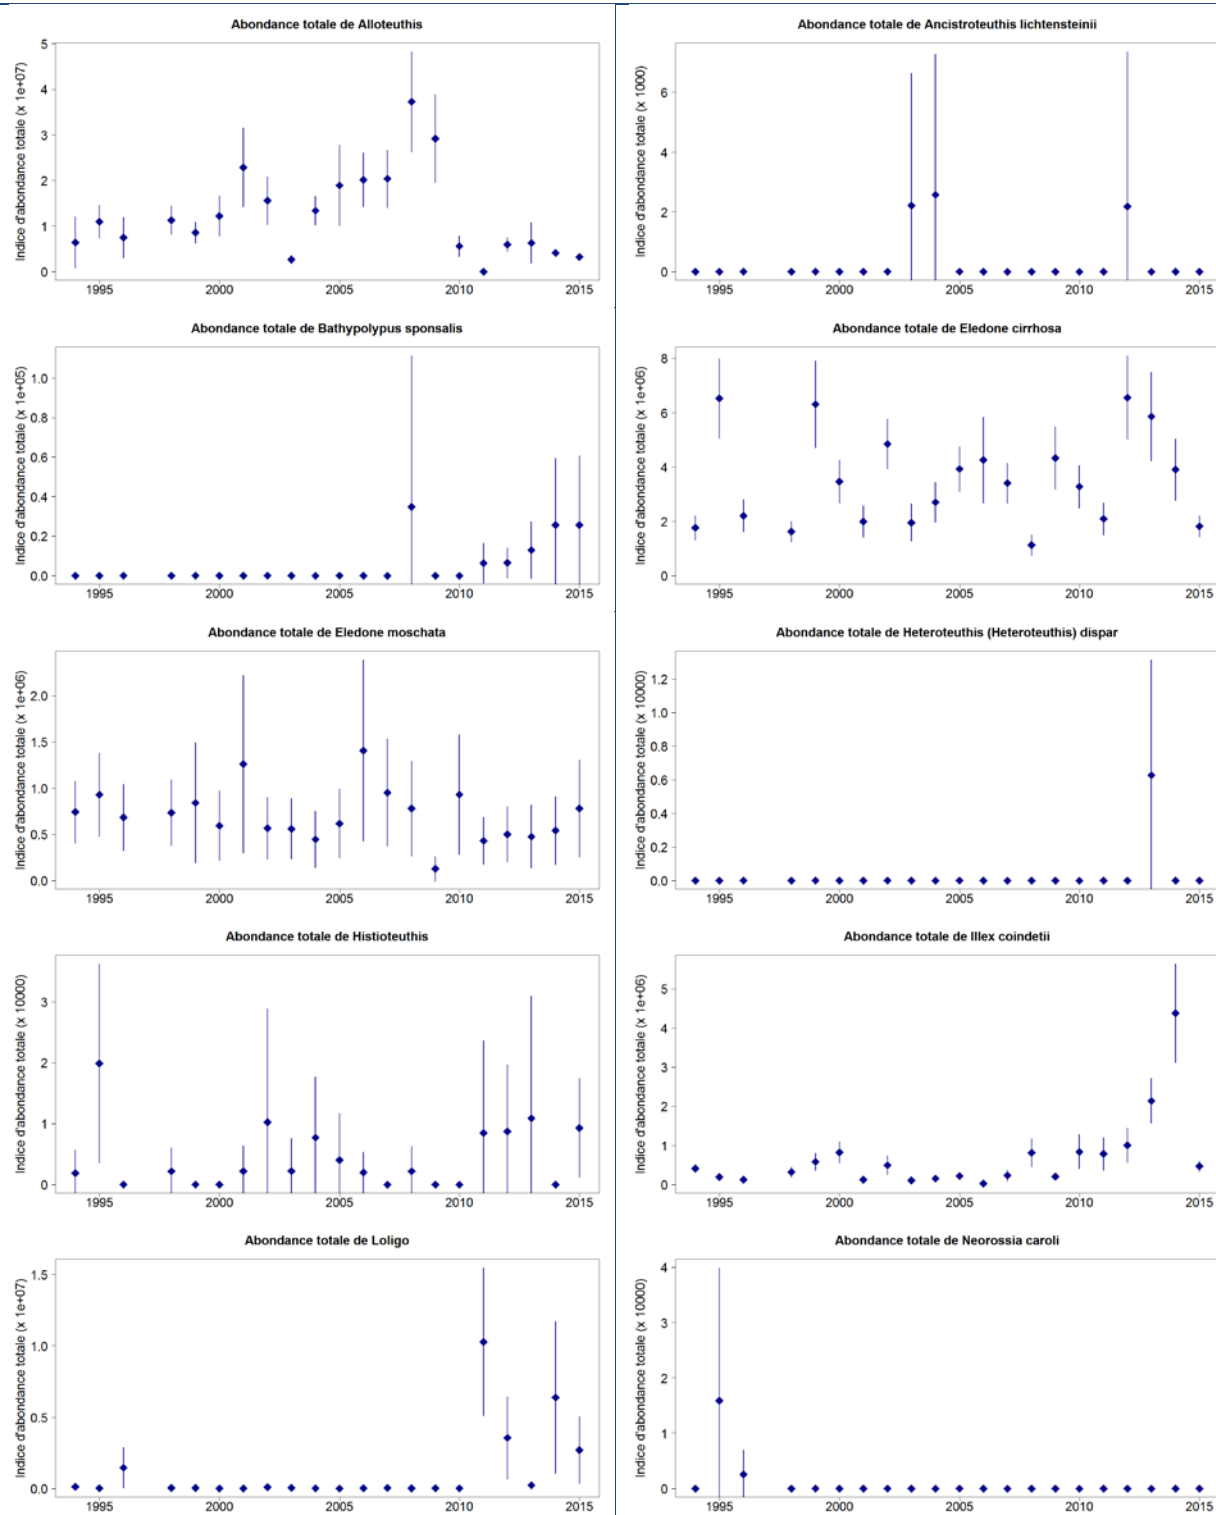 Abondance totale de Alloteuthis
Indice d'abondance totale (x 1e+07)
5
4
3
2
1
0
1995 2000 2005 2010 2015
Abondance totale de Ancistroteuthis lichtensteinii
Indice d'abondance totale (x 1000)
6
4
2
0
1995 2000 2005 2010 2015
Abondance totale de Bathypolypus sponsalis
Indice d'abondance totale (x 1e+05)
1.0
0.8
0.6
0.4
0.2
0.0
1995 2000 2005 2010 2015
Abondance totale de Eledone cirrhosa
Indice d'abondance totale (x 1e+06)
8
6
4
2
0
1995 2000 2005 2010 2015
Abondance totale de Eledone moschata
Indice d'abondance totale (x 1e+06)
2.0
1.5
1.0
0.5
0.0
1995 2000 2005 2010 2015
Abondance totale de Heteroteuthis (Heteroteuthis) dispar
Indice d'abondance totale (x 10000)
1.2
1.0
0.8
0.6
0.4
0.2
0.0
1995 2000 2005 2010 2015
Abondance totale de Histioteuthis
Indice d'abondance totale (x 10000)
3
2
1
0
1995 2000 2005 2010 2015
Abondance totale de Illex coindetii
Indice d'abondance totale (x 1e+06)
5
4
3
2
1
0
1995 2000 2005 2010 2015
Abondance totale de Loligo
Indice d'abondance totale (x 1e+07)
1.5
1.0
0.5
0.0
1995 2000 2005 2010 2015
Abondance totale de Neorossia caroli
Indice d'abondance totale (x 10000)
4
3
2
1
0
1995 2000 2005 2010 2015